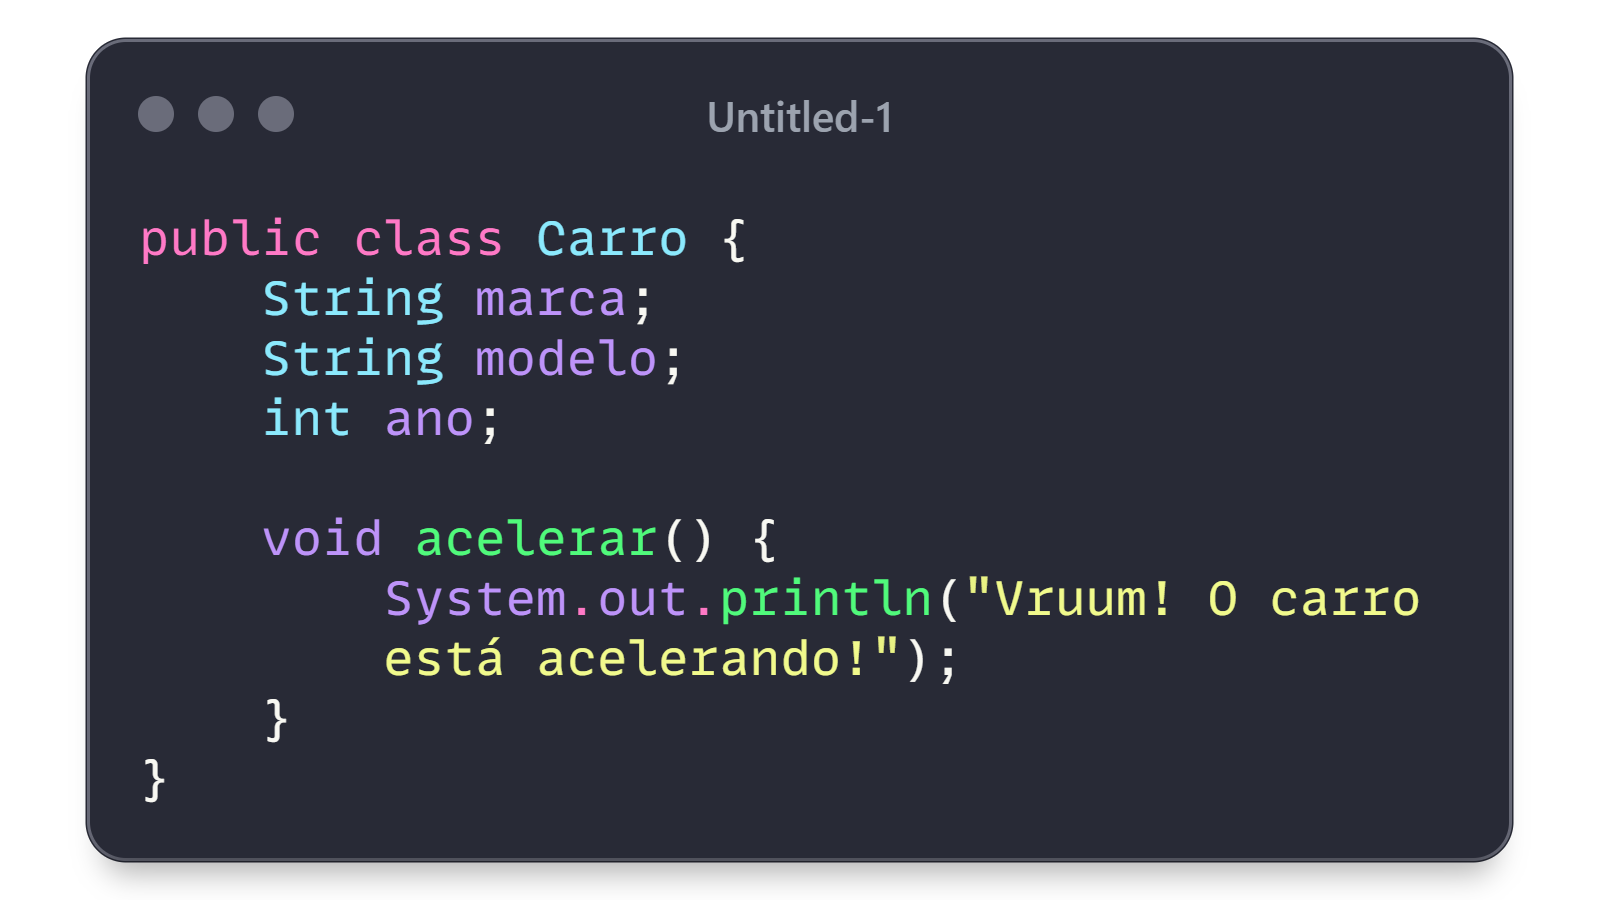 Untitled-1
public class Carro {
    String marca;
    String modelo;
    int ano;

    void acelerar() {
        System.out.println("Vruum! O carro
        está acelerando!");
    }
}